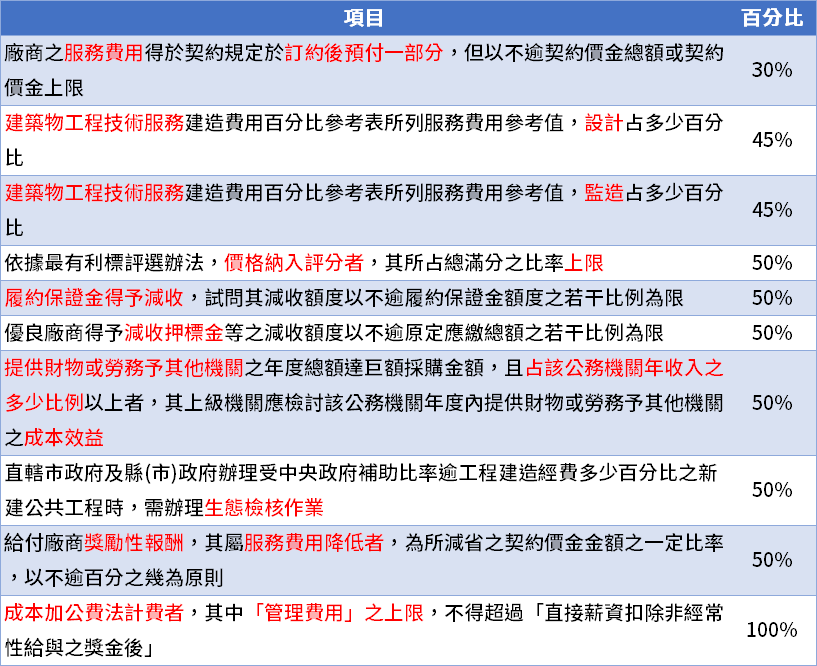 項目 百分比
廠商之服務費用得於契約規定於訂約後預付一部分，但以不逾契約價金總額或契約
價金上限
30%
建築物工程技術服務建造費用百分比參考表所列服務費用參考值，設計占多少百分
比
45%
建築物工程技術服務建造費用百分比參考表所列服務費用參考值，監造占多少百分
比
45%
依據最有利標評選辦法，價格納入評分者，其所占總滿分之比率上限 50%
履約保證金得予減收，試問其減收額度以不逾履約保證金額度之若干比例為限 50%
優良廠商得予減收押標金等之減收額度以不逾原定應繳總額之若干比例為限 50%
提供財物或勞務予其他機關之年度總額達巨額採購金額，且占該公務機關年收入之
多少比例以上者，其上級機關應檢討該公務機關年度內提供財物或勞務予其他機關
之成本效益
50%
直轄市政府及縣(市)政府辦理受中央政府補助比率逾工程建造經費多少百分比之新
建公共工程時，需辦理生態檢核作業
50%
給付廠商獎勵性報酬，其屬服務費用降低者，為所減省之契約價金金額之一定比率
，以不逾百分之幾為原則
50%
成本加公費法計費者，其中「管理費用」之上限，不得超過「直接薪資扣除非經常
性給與之獎金後」
100%